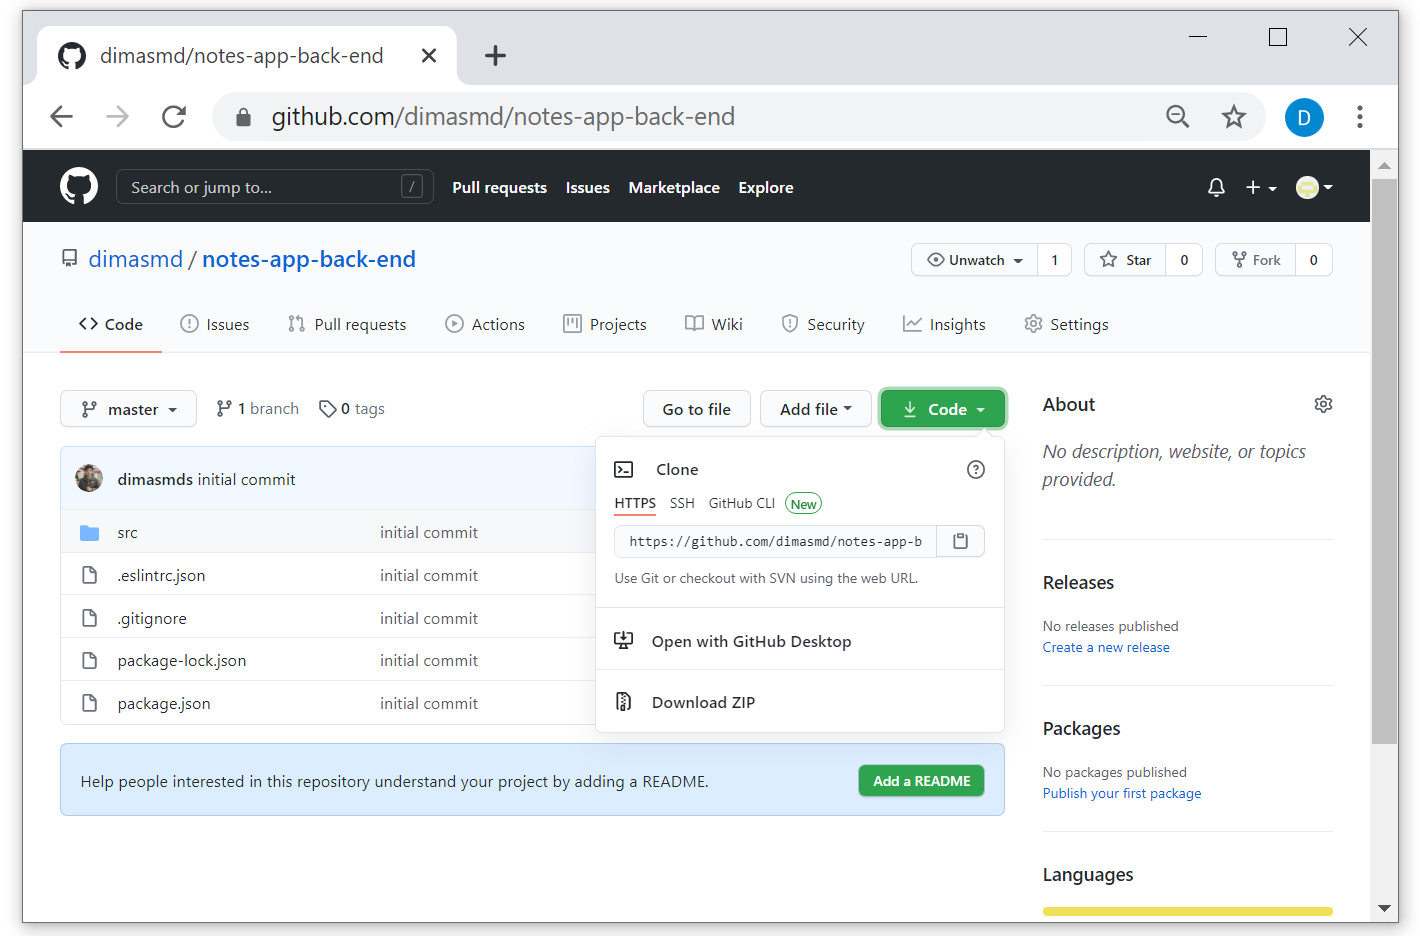 dimasmd/notes-app-back-end
github.com/dimasmd/notes-app-back-end
D
Search or jump to...
/
Pull requests
Issues
Marketplace
Explore
dimasmd / notes-app-back-end
Unwatch
1
Star
0
Fork
0
Code
Issues
Pull requests
Actions
Projects
Wiki
Security
Insights
Settings
master
1 branch
0 tags
Go to file
Add file
Code
dimasmds initial commit
src
initial commit
.eslintrc.json
initial commit
.gitignore
initial commit
package-lock.json
initial commit
package.json
initial commit
Clone
HTTPS
SSH
GitHub CLI
New
https://github.com/dimasmd/notes-app-b
Use Git or checkout with SVN using the web URL.
Open with GitHub Desktop
Download ZIP
Help people interested in this repository understand your project by adding a README.
Add a README
About
No description, website, or topics
provided.
Releases
No releases published
Create a new release
Packages
No packages published
Publish your first package
Languages